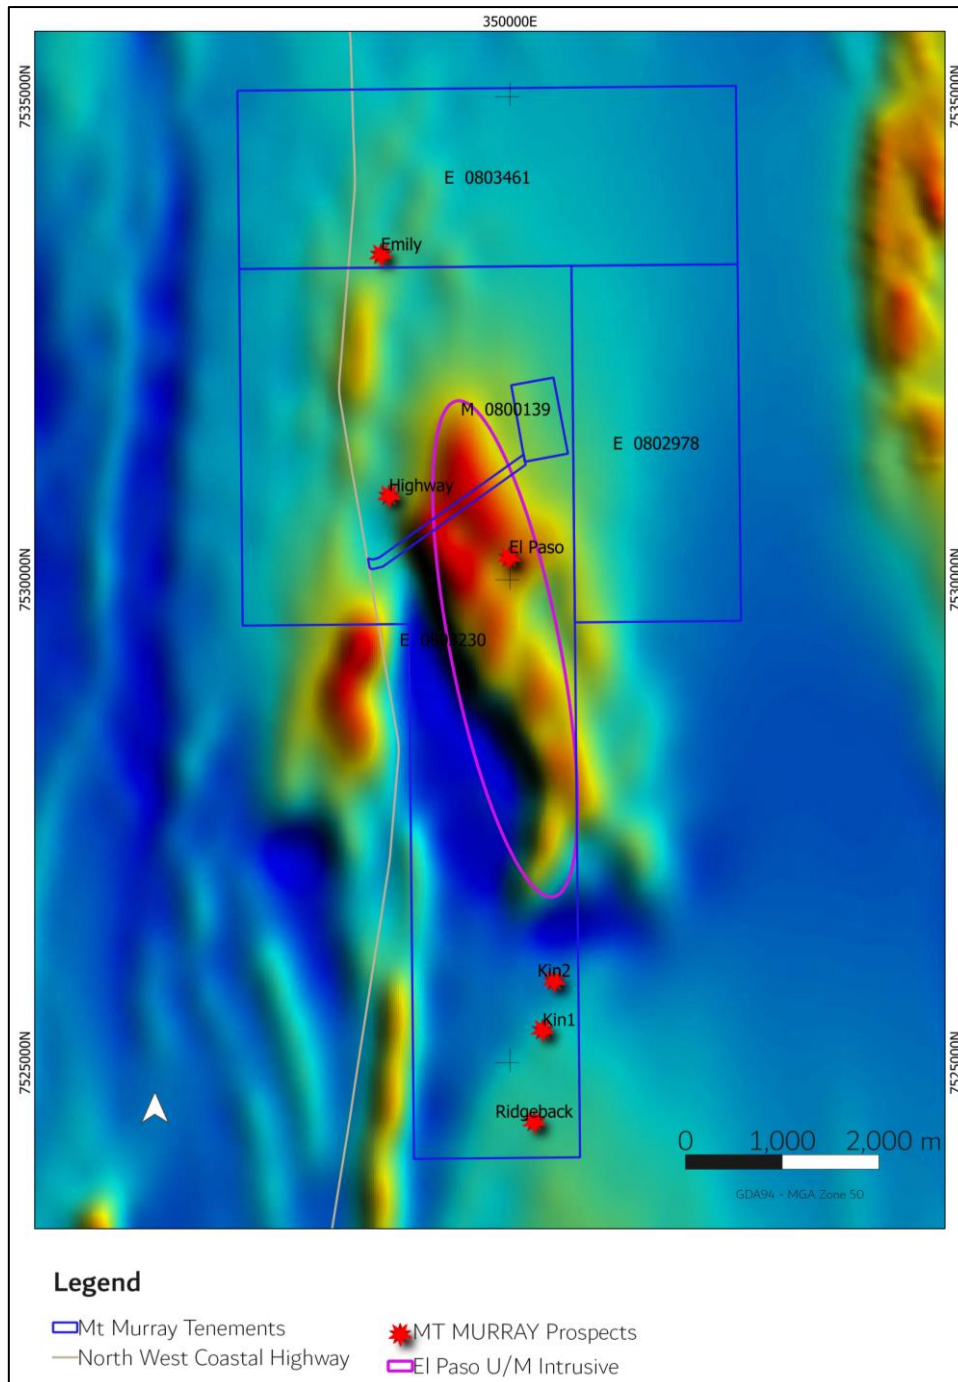 350000E
7535000N
7535000N
E 0803461
Emily
M 0800139
E 0802978
Highway
El Paso
7530000N
7530000N
Kin2
Kin1
7525000N
7525000N
Ridgeback
0 1,000 2,000 m
GDA94 - MGA Zone 50
Legend
Mt Murray Tenements
MT MURRAY Prospects
North West Coastal Highway
El Paso U/M Intrusive